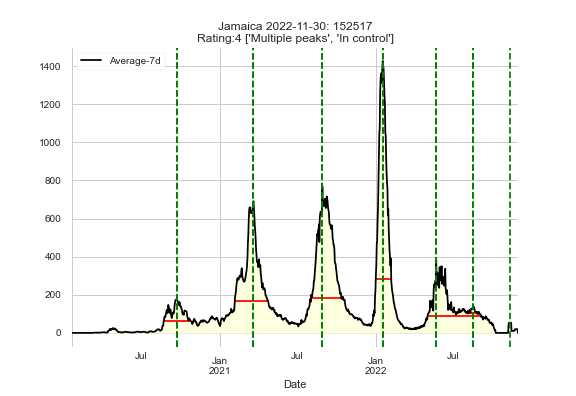 Jamaica 2022-11-30: 152517
Rating:4 ['Multiple peaks', 'In control']
Average-7d
1400
1200
1000
800
600
400
200
0
Jul
Jan
2021
Jul
Jan
2022
Jul
Date